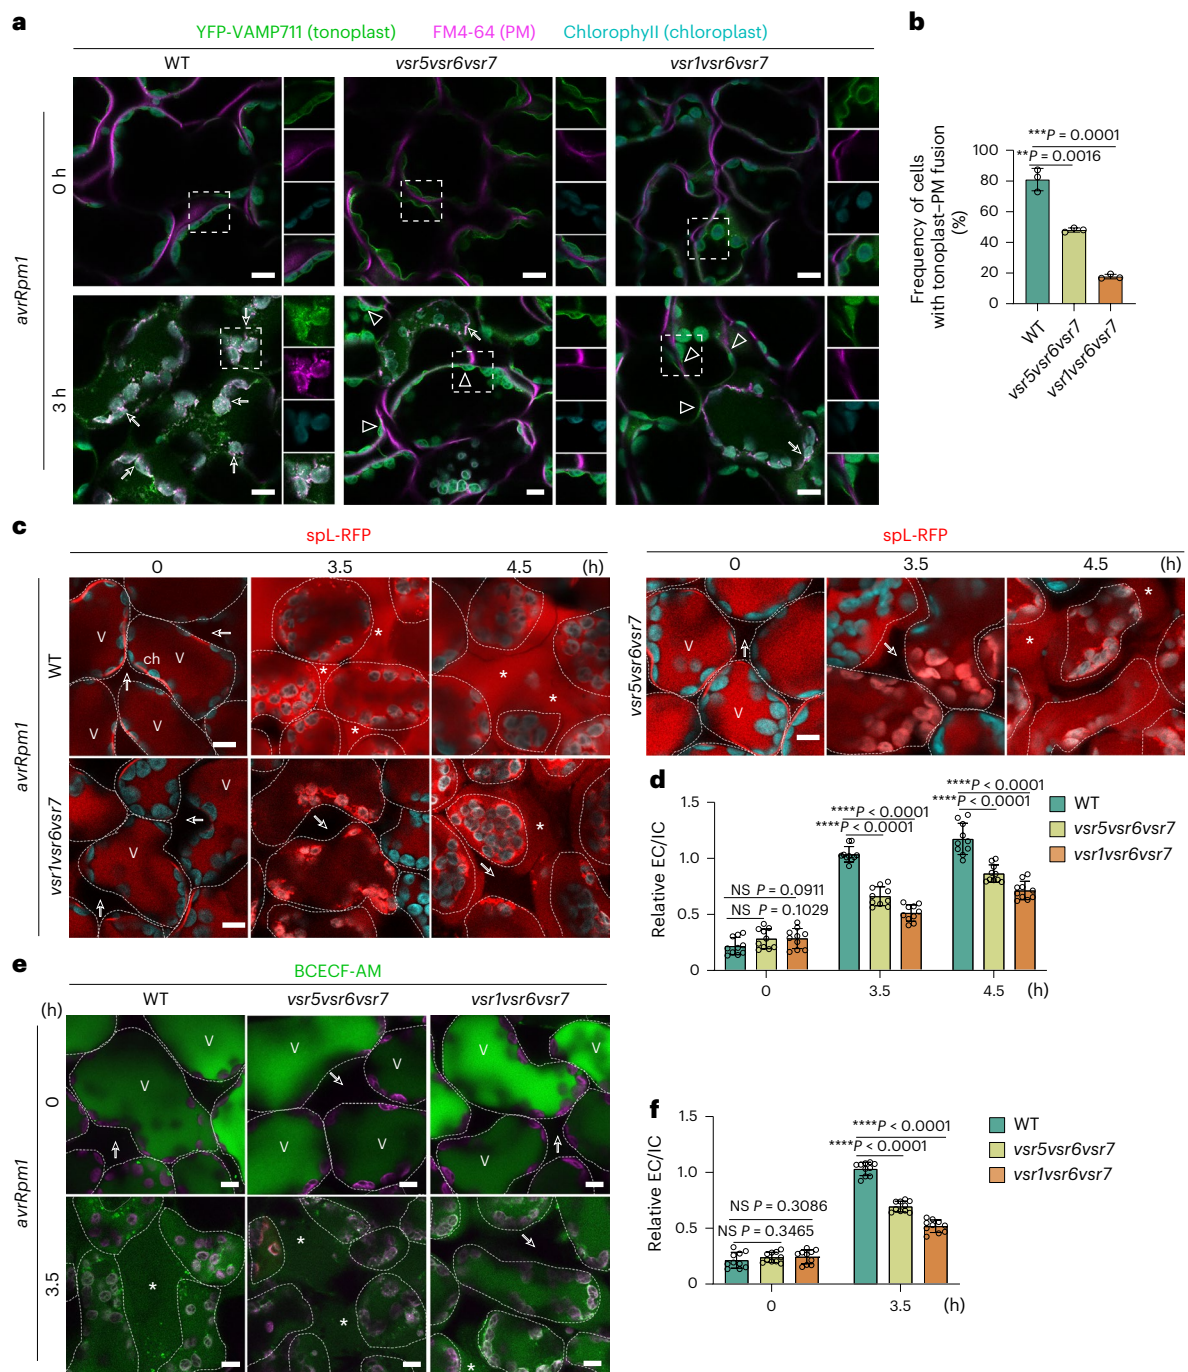 a
YFP-VAMP711 (tonoplast) FM4-64 (PM) Chlorophyll (chloroplast)
WT vsr5vsr6vsr7 vsr1vsr6vsr7
avrRpm1
0 h
3 h
b
***P = 0.0001
**P = 0.0016
Frequency of cells
with tonoplast–PM fusion
(%)
100
80
60
40
20
0
WT
vsr5vsr6vsr7
vsr1vsr6vsr7
c
spL-RFP
0 3.5 4.5 (h)
avrRpm1
WT
V
ch
V
V
V
*
*
*
*
*
*
vsr1vsr6vsr7
V
V
*
spL-RFP
0 3.5 4.5 (h)
vsr5vsr6vsr7
V
V
*
*
d
Relative EC/IC
1.5
1.0
0.5
0
NS P = 0.0911
NS P = 0.1029
****P < 0.0001
****P < 0.0001
****P < 0.0001
****P < 0.0001
0 3.5 4.5 (h)
WT
vsr5vsr6vsr7
vsr1vsr6vsr7
e
BCECF-AM
(h) WT vsr5vsr6vsr7 vsr1vsr6vsr7
avrRpm1
0
V
V
V
V
V
V
V
V
3.5
*
*
*
*
f
Relative EC/IC
1.5
1.0
0.5
0
NS P = 0.3086
NS P = 0.3465
****P < 0.0001
****P < 0.0001
0 3.5 (h)
WT
vsr5vsr6vsr7
vsr1vsr6vsr7